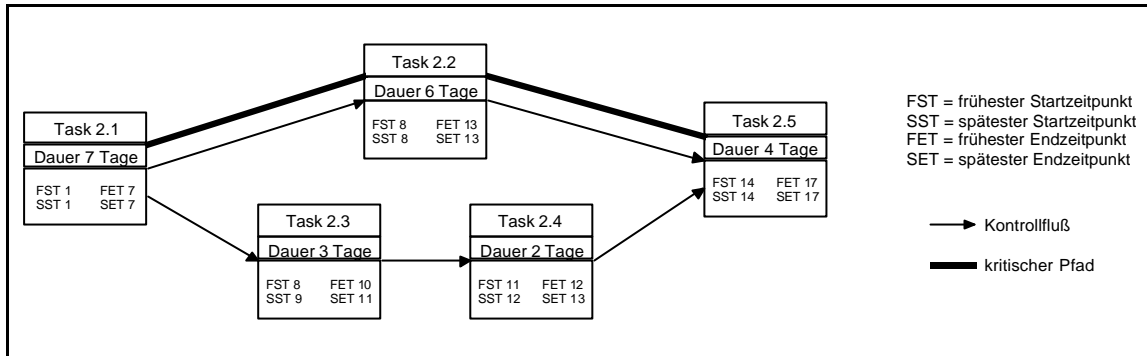 Task 2.2
Dauer 6 Tage
FST 8 FET 13
SST 8 SET 13
Task 2.1
Dauer 7 Tage
FST 1 FET 7
SST 1 SET 7
Task 2.5
Dauer 4 Tage
FST 14 FET 17
SST 14 SET 17
Task 2.3
Dauer 3 Tage
FST 8 FET 10
SST 9 SET 11
Task 2.4
Dauer 2 Tage
FST 11 FET 12
SST 12 SET 13
FST = frühester Startzeitpunkt
SST = spätester Startzeitpunkt
FET = frühester Endzeitpunkt
SET = spätester Endzeitpunkt
Kontrollfluß
kritischer Pfad